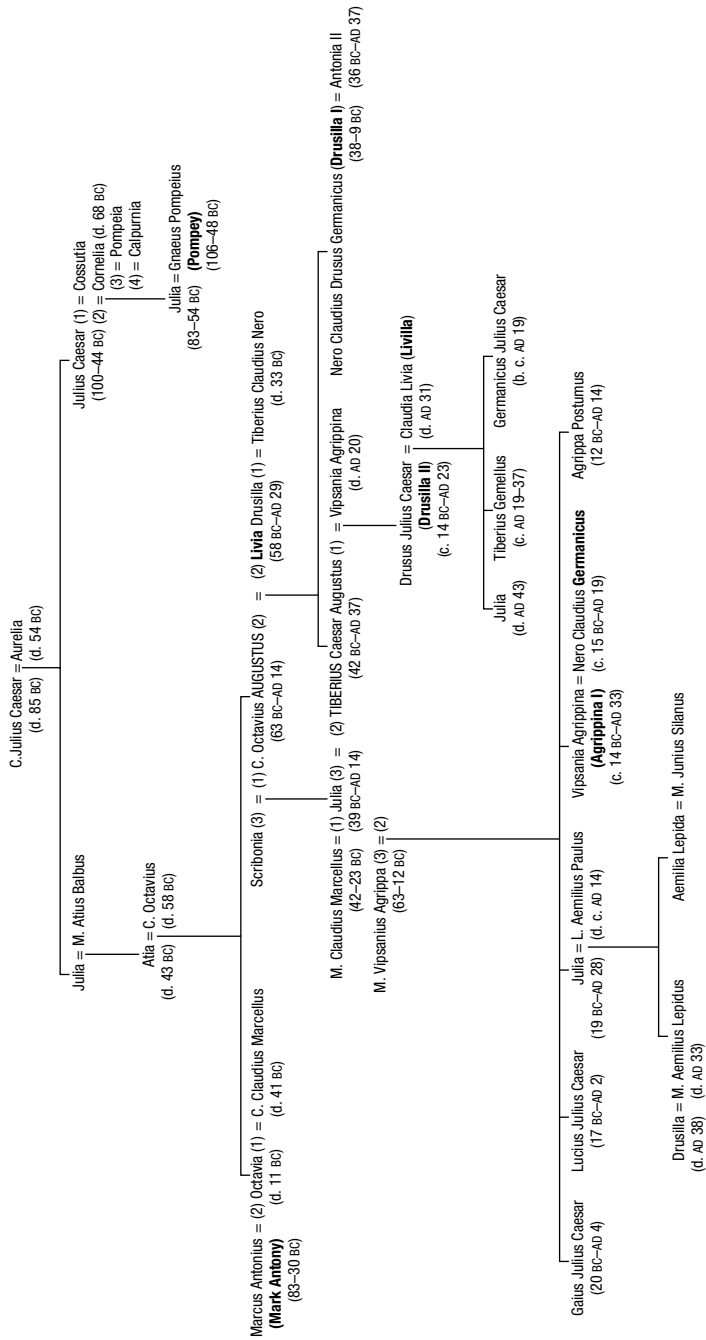 C.Julius Caesar = Aurelia
(d. 85 BC) (d. 54 BC)
Julia = M. Atius Balbus
Julius Caesar (1) = Cossutia
(100–44 BC) (2) = Cornelia (d. 68 BC)
(3) = Pompeia
(4) = Calpurnia
Atia = C. Octavius
(d. 43 BC) (d. 58 BC)
Julia = Gnaeus Pompeius
(83–54 BC) (Pompey)
(106–48 BC)
Marcus Antonius = (2) Octavia (1) = C. Claudius Marcellus
(Mark Antony) (d. 11 BC) (d. 41 BC)
(83–30 BC)
Scribonia (3) = (1) C. Octavius AUGUSTUS (2) = (2) Livia Drusilla (1) = Tiberius Claudius Nero
(63 BC–AD 14) (58 BC–AD 29) (d. 33 BC)
M. Claudius Marcellus = (1) Julia (3) = (2) TIBERIUS Caesar Augustus (1) = Vipsania Agrippina
(42–23 BC) (39 BC–AD 14) (42 BC–AD 37) (d. AD 20)
Nero Claudius Drusus Germanicus (Drusilla I) = Antonia II
(38–9 BC) (36 BC–AD 37)
M. Vipsanius Agrippa (3) = (2)
(63–12 BC)
Drusus Julius Caesar = Claudia Livia (Livilla)
(Drusilla II) (d. AD 31)
(c. 14 BC–AD 23)
Julia
(d. AD 43)
Tiberius Gemellus
(c. AD 19–37)
Germanicus Julius Caesar
(b. c. AD 19)
Gaius Julius Caesar
(20 BC–AD 4)
Lucius Julius Caesar
(17 BC–AD 2)
Julia = L. Aemilius Paulus
(19 BC–AD 28) (d. c. AD 14)
Vipsania Agrippina = Nero Claudius Germanicus
(Agrippina I) (c. 15 BC–AD 19)
(c. 14 BC–AD 33)
Agrippa Postumus
(12 BC–AD 14)
Drusilla = M. Aemilius Lepidus
(d. AD 38) (d. AD 33)
Aemilia Lepida = M. Junius Silanus